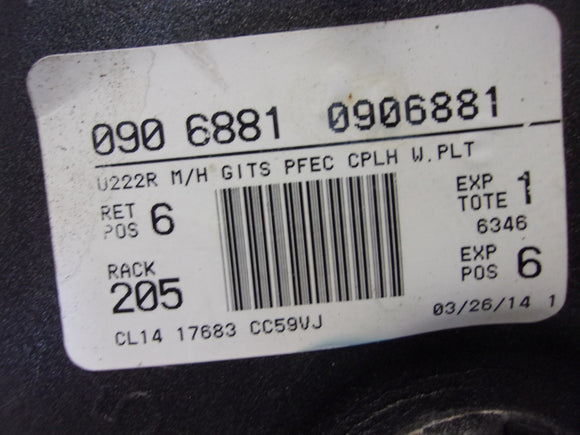 090 6881 0906881
U222R M/H GITS PFEC CPLH W.PLT
RET POS 6
EXP TOTE 1
6346
RACK 205
EXP POS 6
CL14 17683 CC59VJ
03/26/14 1